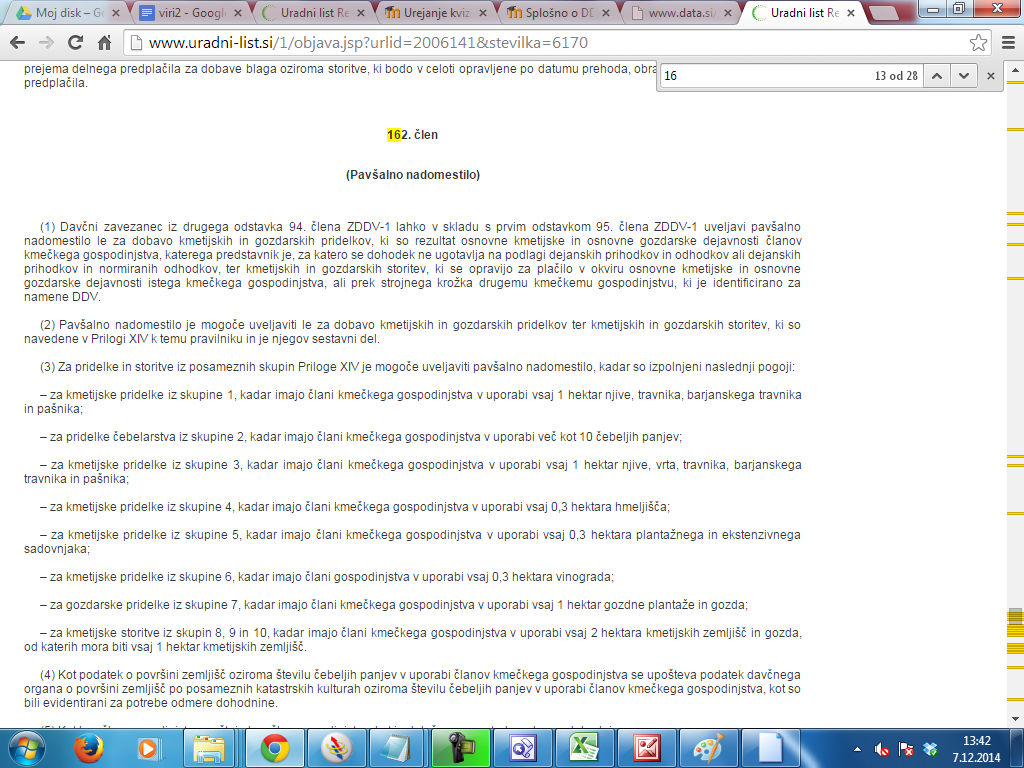 Moj disk – Go
viri2 - Googl
Uradni list Re
Urejanje kviz
Splošno o DD
www.data.si/
Uradni list Re
www.uradni-list.si/1/objava.jsp?urlid=2006141&stevilka=6170
16
13 od 28
prejema delnega predplačila za dobave blaga oziroma storitve, ki bodo v celoti opravljene po datumu prehoda, obra
predplačila.
162. člen
(Pavšalno nadomestilo)
(1) Davčni zavezanec iz drugega odstavka 94. člena ZDDV-1 lahko v skladu s prvim odstavkom 95. člena ZDDV-1 uveljavi pavšalno
nadomestilo le za dobavo kmetijskih in gozdarskih pridelkov, ki so rezultat osnovne kmetijske in osnovne gozdarske dejavnosti članov
kmečkega gospodinjstva, katerega predstavnik je, za katero se dohodek ne ugotavlja na podlagi dejanskih prihodkov in odhodkov ali dejanskih
prihodkov in normiranih odhodkov, ter kmetijskih in gozdarskih storitev, ki se opravijo za plačilo v okviru osnovne kmetijske in osnovne
gozdarske dejavnosti istega kmečkega gospodinjstva, ali prek strojnega krožka drugemu kmečkemu gospodinjstvu, ki je identificirano za
namene DDV.
(2) Pavšalno nadomestilo je mogoče uveljaviti le za dobavo kmetijskih in gozdarskih pridelkov ter kmetijskih in gozdarskih storitev, ki so
navedene v Prilogi XIV k temu pravilniku in je njegov sestavni del.
(3) Za pridelke in storitve iz posameznih skupin Priloge XIV je mogoče uveljaviti pavšalno nadomestilo, kadar so izpolnjeni naslednji pogoji:
– za kmetijske pridelke iz skupine 1, kadar imajo člani kmečkega gospodinjstva v uporabi vsaj 1 hektar njive, travnika, barjanskega travnika
in pašnika;
– za pridelke čebelarstva iz skupine 2, kadar imajo člani kmečkega gospodinjstva v uporabi več kot 10 čebeljih panjev;
– za kmetijske pridelke iz skupine 3, kadar imajo člani kmečkega gospodinjstva v uporabi vsaj 1 hektar njive, vrta, travnika, barjanskega
travnika in pašnika;
– za kmetijske pridelke iz skupine 4, kadar imajo člani kmečkega gospodinjstva v uporabi vsaj 0,3 hektara hmeljišča;
– za kmetijske pridelke iz skupine 5, kadar imajo člani kmečkega gospodinjstva v uporabi vsaj 0,3 hektara plantažnega in ekstenzivnega
sadovnjaka;
– za kmetijske pridelke iz skupine 6, kadar imajo člani gospodinjstva v uporabi vsaj 0,3 hektara vinograda;
– za gozdarske pridelke iz skupine 7, kadar imajo člani kmečkega gospodinjstva v uporabi vsaj 1 hektar gozdne plantaže in gozda;
– za kmetijske storitve iz skupin 8, 9 in 10, kadar imajo člani kmečkega gospodinjstva v uporabi vsaj 2 hektara kmetijskih zemljišč in gozda,
od katerih mora biti vsaj 1 hektar kmetijskih zemljišč.
(4) Kot podatek o površini zemljišč oziroma številu čebeljih panjev v uporabi članov kmečkega gospodinjstva se upošteva podatek davčnega
organa o površini zemljišč po posameznih katastrskih kulturah oziroma številu čebeljih panjev v uporabi članov kmečkega gospodinjstva, kot so
bili evidentirani za potrebe odmere dohodnine.
13:42
7.12.2014